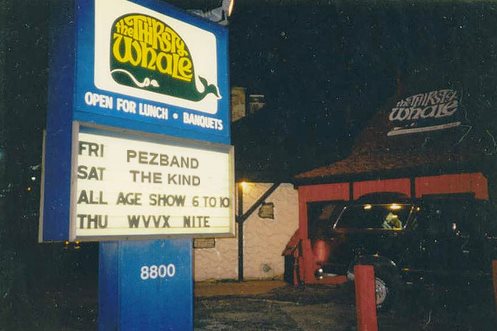 the THIRSTY
Whale
OPEN FOR LUNCH • BANQUETS
FRI PEZBAND
SAT THE KIND
ALL AGE SHOW 6 TO 10
THU WVVX NITE
8800
the THIRSTY
Whale